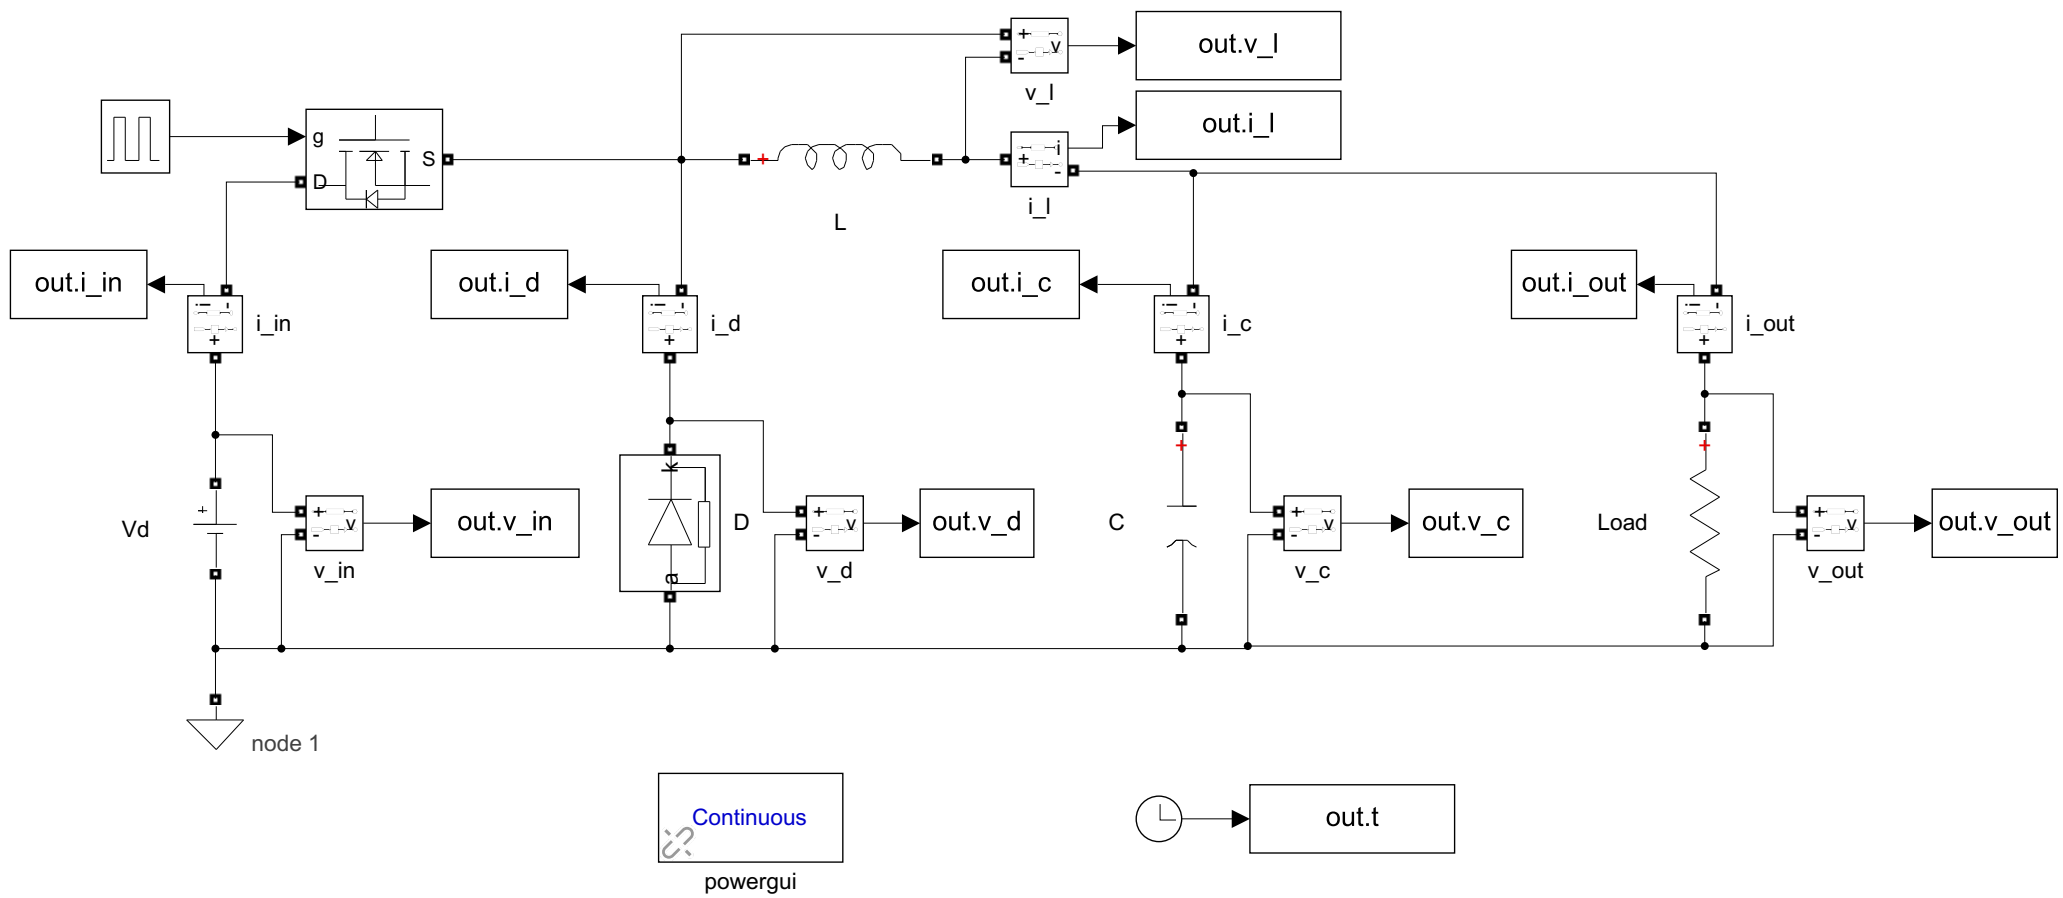 +
v
-
out.v_l
v_l
out.i_l
i
+
-
i_l
g
D
S
+
L
out.i_in
i
-
+
i_in
out.i_d
i
-
+
i_d
out.i_c
i
-
+
i_c
out.i_out
i
-
+
i_out
Vd
+
+
v
-
v_in
out.v_in
k
a
D
+
v
-
v_d
out.v_d
C
+
+
v
-
v_c
out.v_c
Load
+
+
v
-
v_out
out.v_out
node 1
Continuous
powergui
out.t